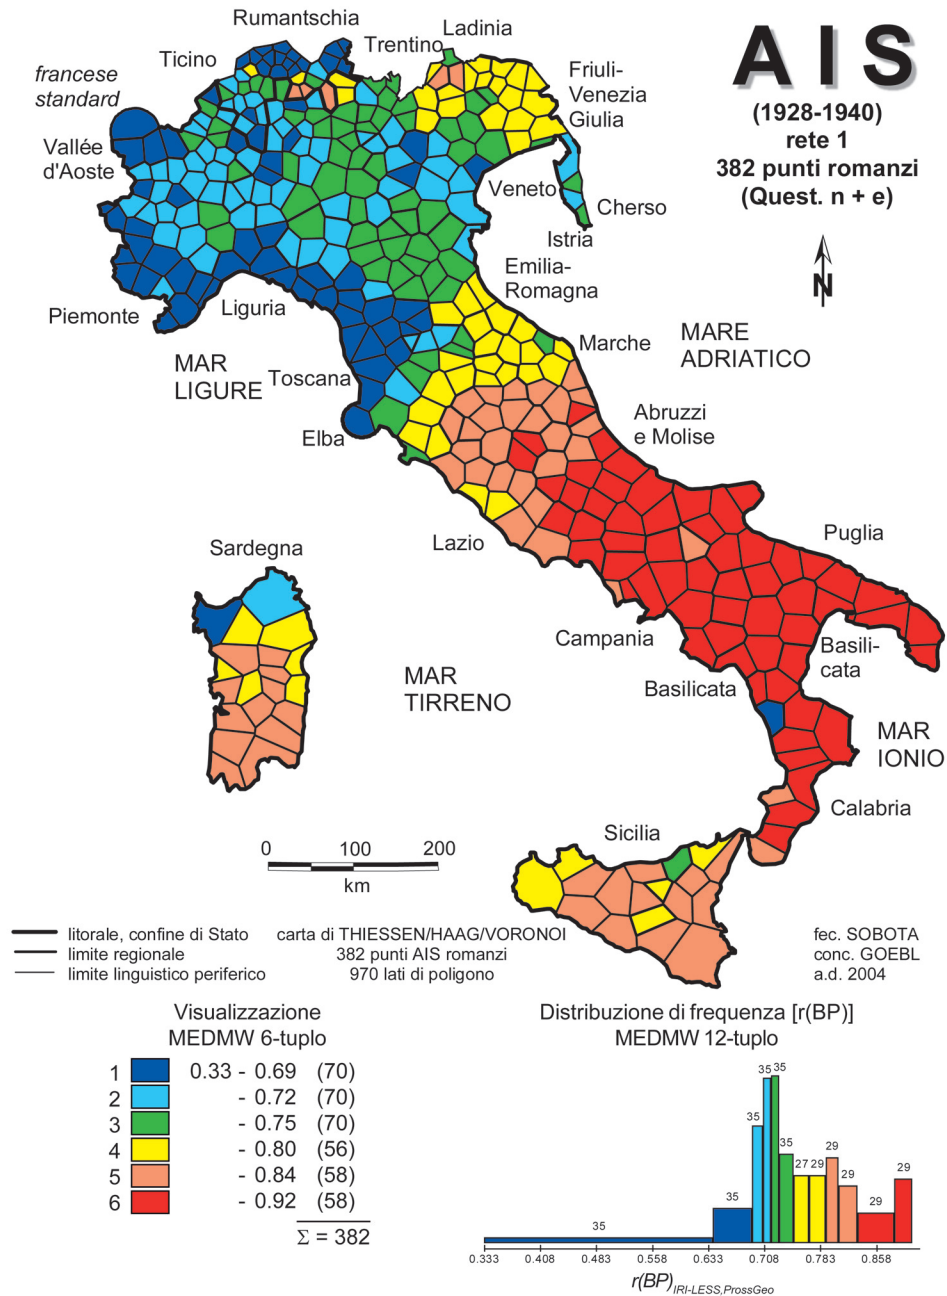 AIS
(1928-1940)
rete 1
382 punti romanzi
(Quest. n + e)
N
Rumantschia
Ladinia
Trentino
Ticino
francese
standard
Friuli-
Venezia
Giulia
Vallée
d'Aoste
Veneto
Cherso
Istria
Emilia-
Romagna
Piemonte
Liguria
MAR
LIGURE
Toscana
Marche
MARE
ADRIATICO
Elba
Abruzzi
e Molise
Lazio
Puglia
Sardegna
Campania
Basili-
cata
Basilicata
MAR
TIRRENO
MAR
IONIO
Calabria
Sicilia
0 100 200
km
litorale, confine di Stato
limite regionale
limite linguistico periferico
carta di THIESSEN/HAAG/VORONOI
382 punti AIS romanzi
970 lati di poligono
fec. SOBOTA
conc. GOEBL
a.d. 2004
Visualizzazione
MEDMW 6-tuplo
1 0.33 - 0.69 (70)
2 - 0.72 (70)
3 - 0.75 (70)
4 - 0.80 (56)
5 - 0.84 (58)
6 - 0.92 (58)
Σ = 382
Distribuzione di frequenza [r(BP)]
MEDMW 12-tuplo
35 35 35 35 35 35 27 29 29 29 29 29
0.333 0.408 0.483 0.558 0.633 0.708 0.783 0.858
r(BP)IRI-LESS,ProssGeo